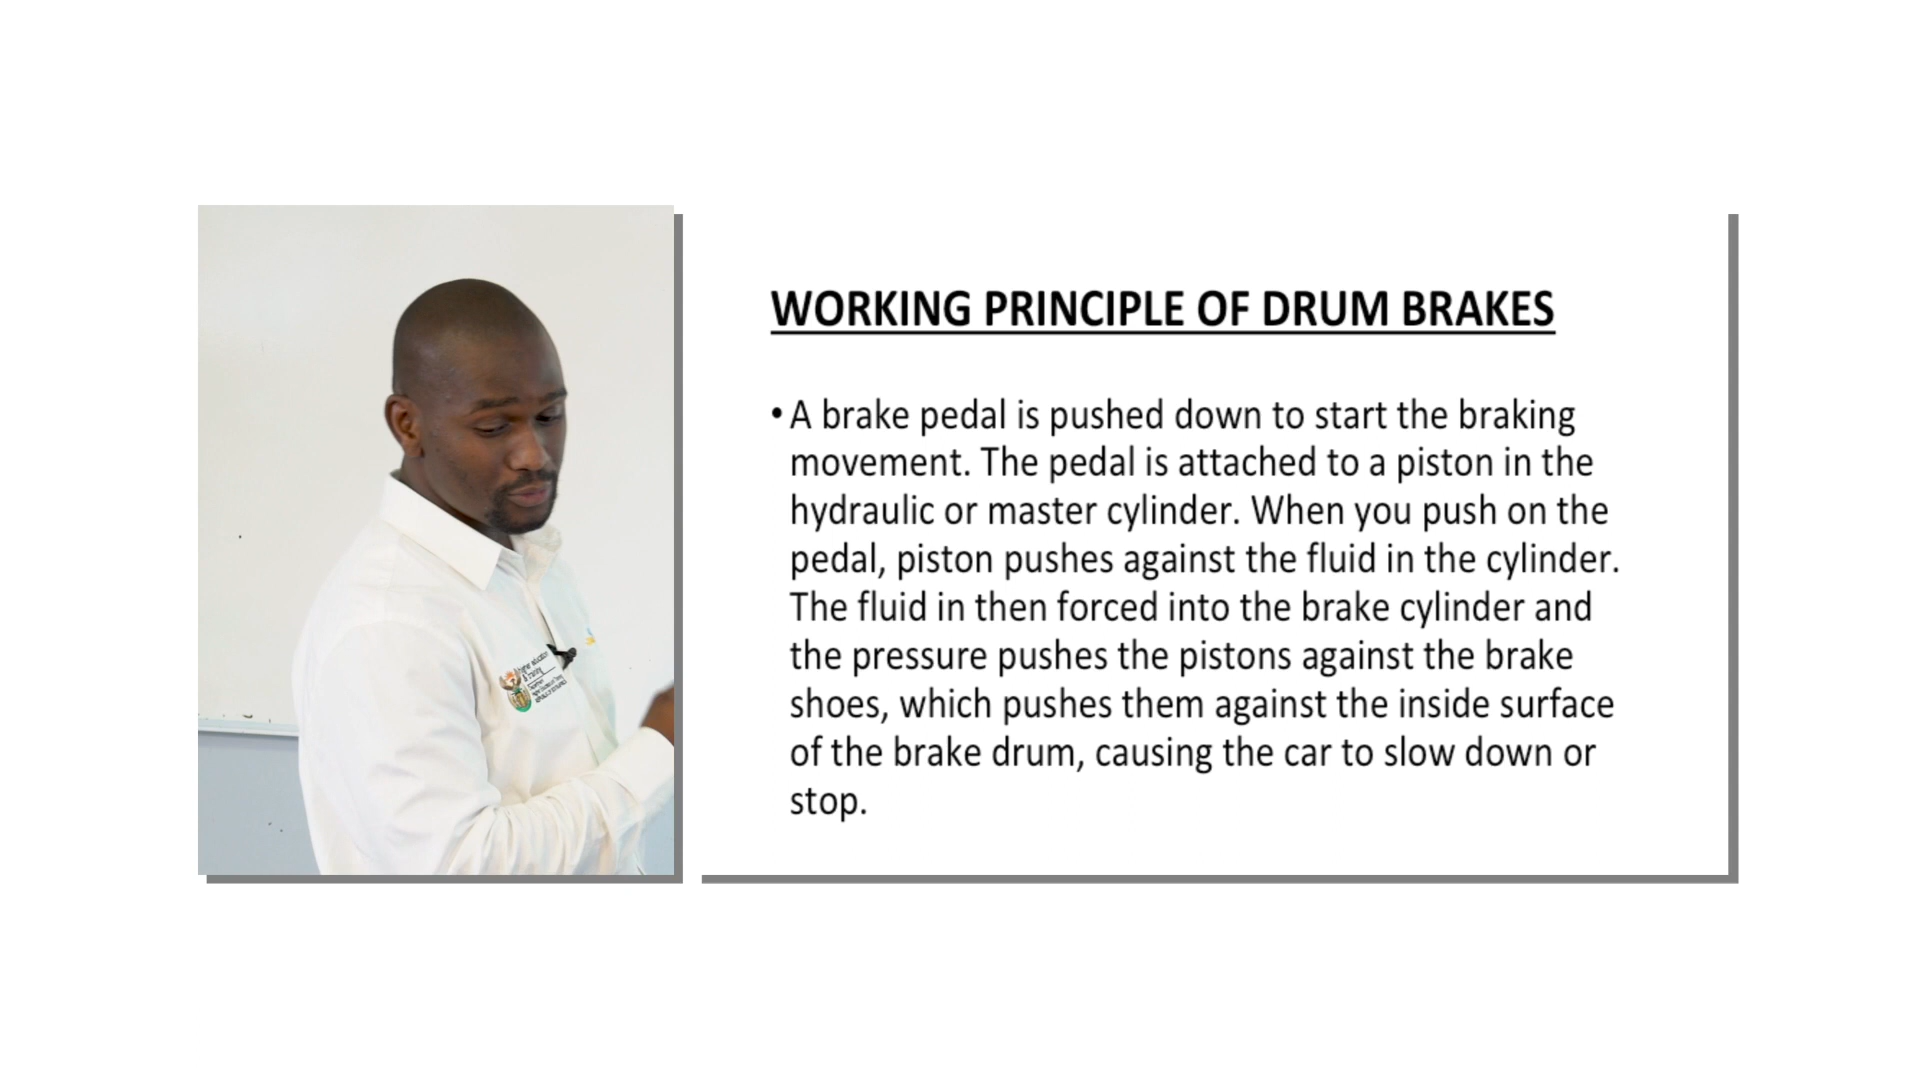 WORKING PRINCIPLE OF DRUM BRAKES
• A brake pedal is pushed down to start the braking
movement. The pedal is attached to a piston in the
hydraulic or master cylinder. When you push on the
pedal, piston pushes against the fluid in the cylinder.
The fluid in then forced into the brake cylinder and
the pressure pushes the pistons against the brake
shoes, which pushes them against the inside surface
of the brake drum, causing the car to slow down or
stop.
higher education
& training